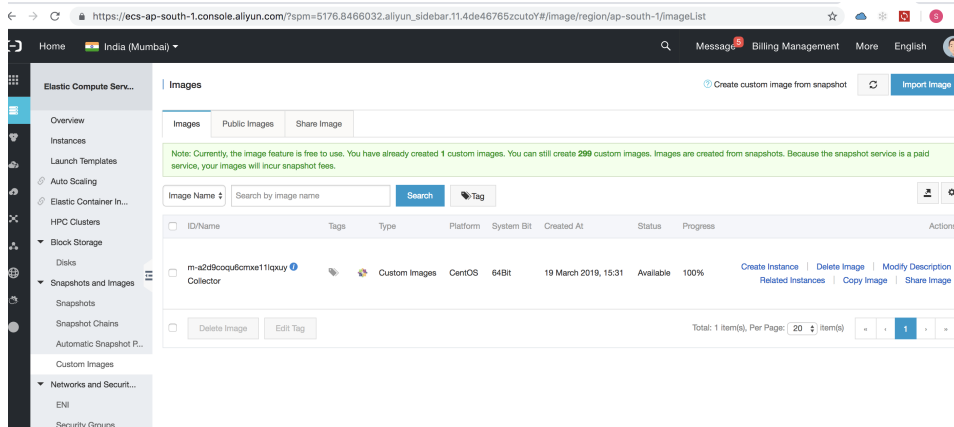 https://ecs-ap-south-1.console.aliyun.com/?spm=5176.8466032.aliyun_sidebar.11.4de46765zcutoY#/image/region/ap-south-1/imageList
S
Home India (Mumbai) Message 5 Billing Management More English
Elastic Compute Serv...
Overview
Instances
Launch Templates
Auto Scaling
Elastic Container In...
HPC Clusters
Block Storage
Disks
Snapshots and Images
Snapshots
Snapshot Chains
Automatic Snapshot P...
Custom Images
Networks and Securit...
ENI
Security Groups
Images
Create custom image from snapshot
Import Image
Images Public Images Share Image
Note: Currently, the image feature is free to use. You have already created 1 custom images. You can still create 299 custom images. Images are created from snapshots. Because the snapshot service is a paid
service, your images will incur snapshot fees.
Image Name Search by image name Search Tag
ID/Name Tags Type Platform System Bit Created At Status Progress Actions
m-a2d9coqu6cmxe11lqxuy
Collector
Custom Images CentOS 64Bit 19 March 2019, 15:31 Available 100%
Create Instance | Delete Image | Modify Description
Related Instances | Copy Image | Share Image
Delete Image Edit Tag Total: 1 item(s), Per Page: 20 item(s) « ‹ 1 › »